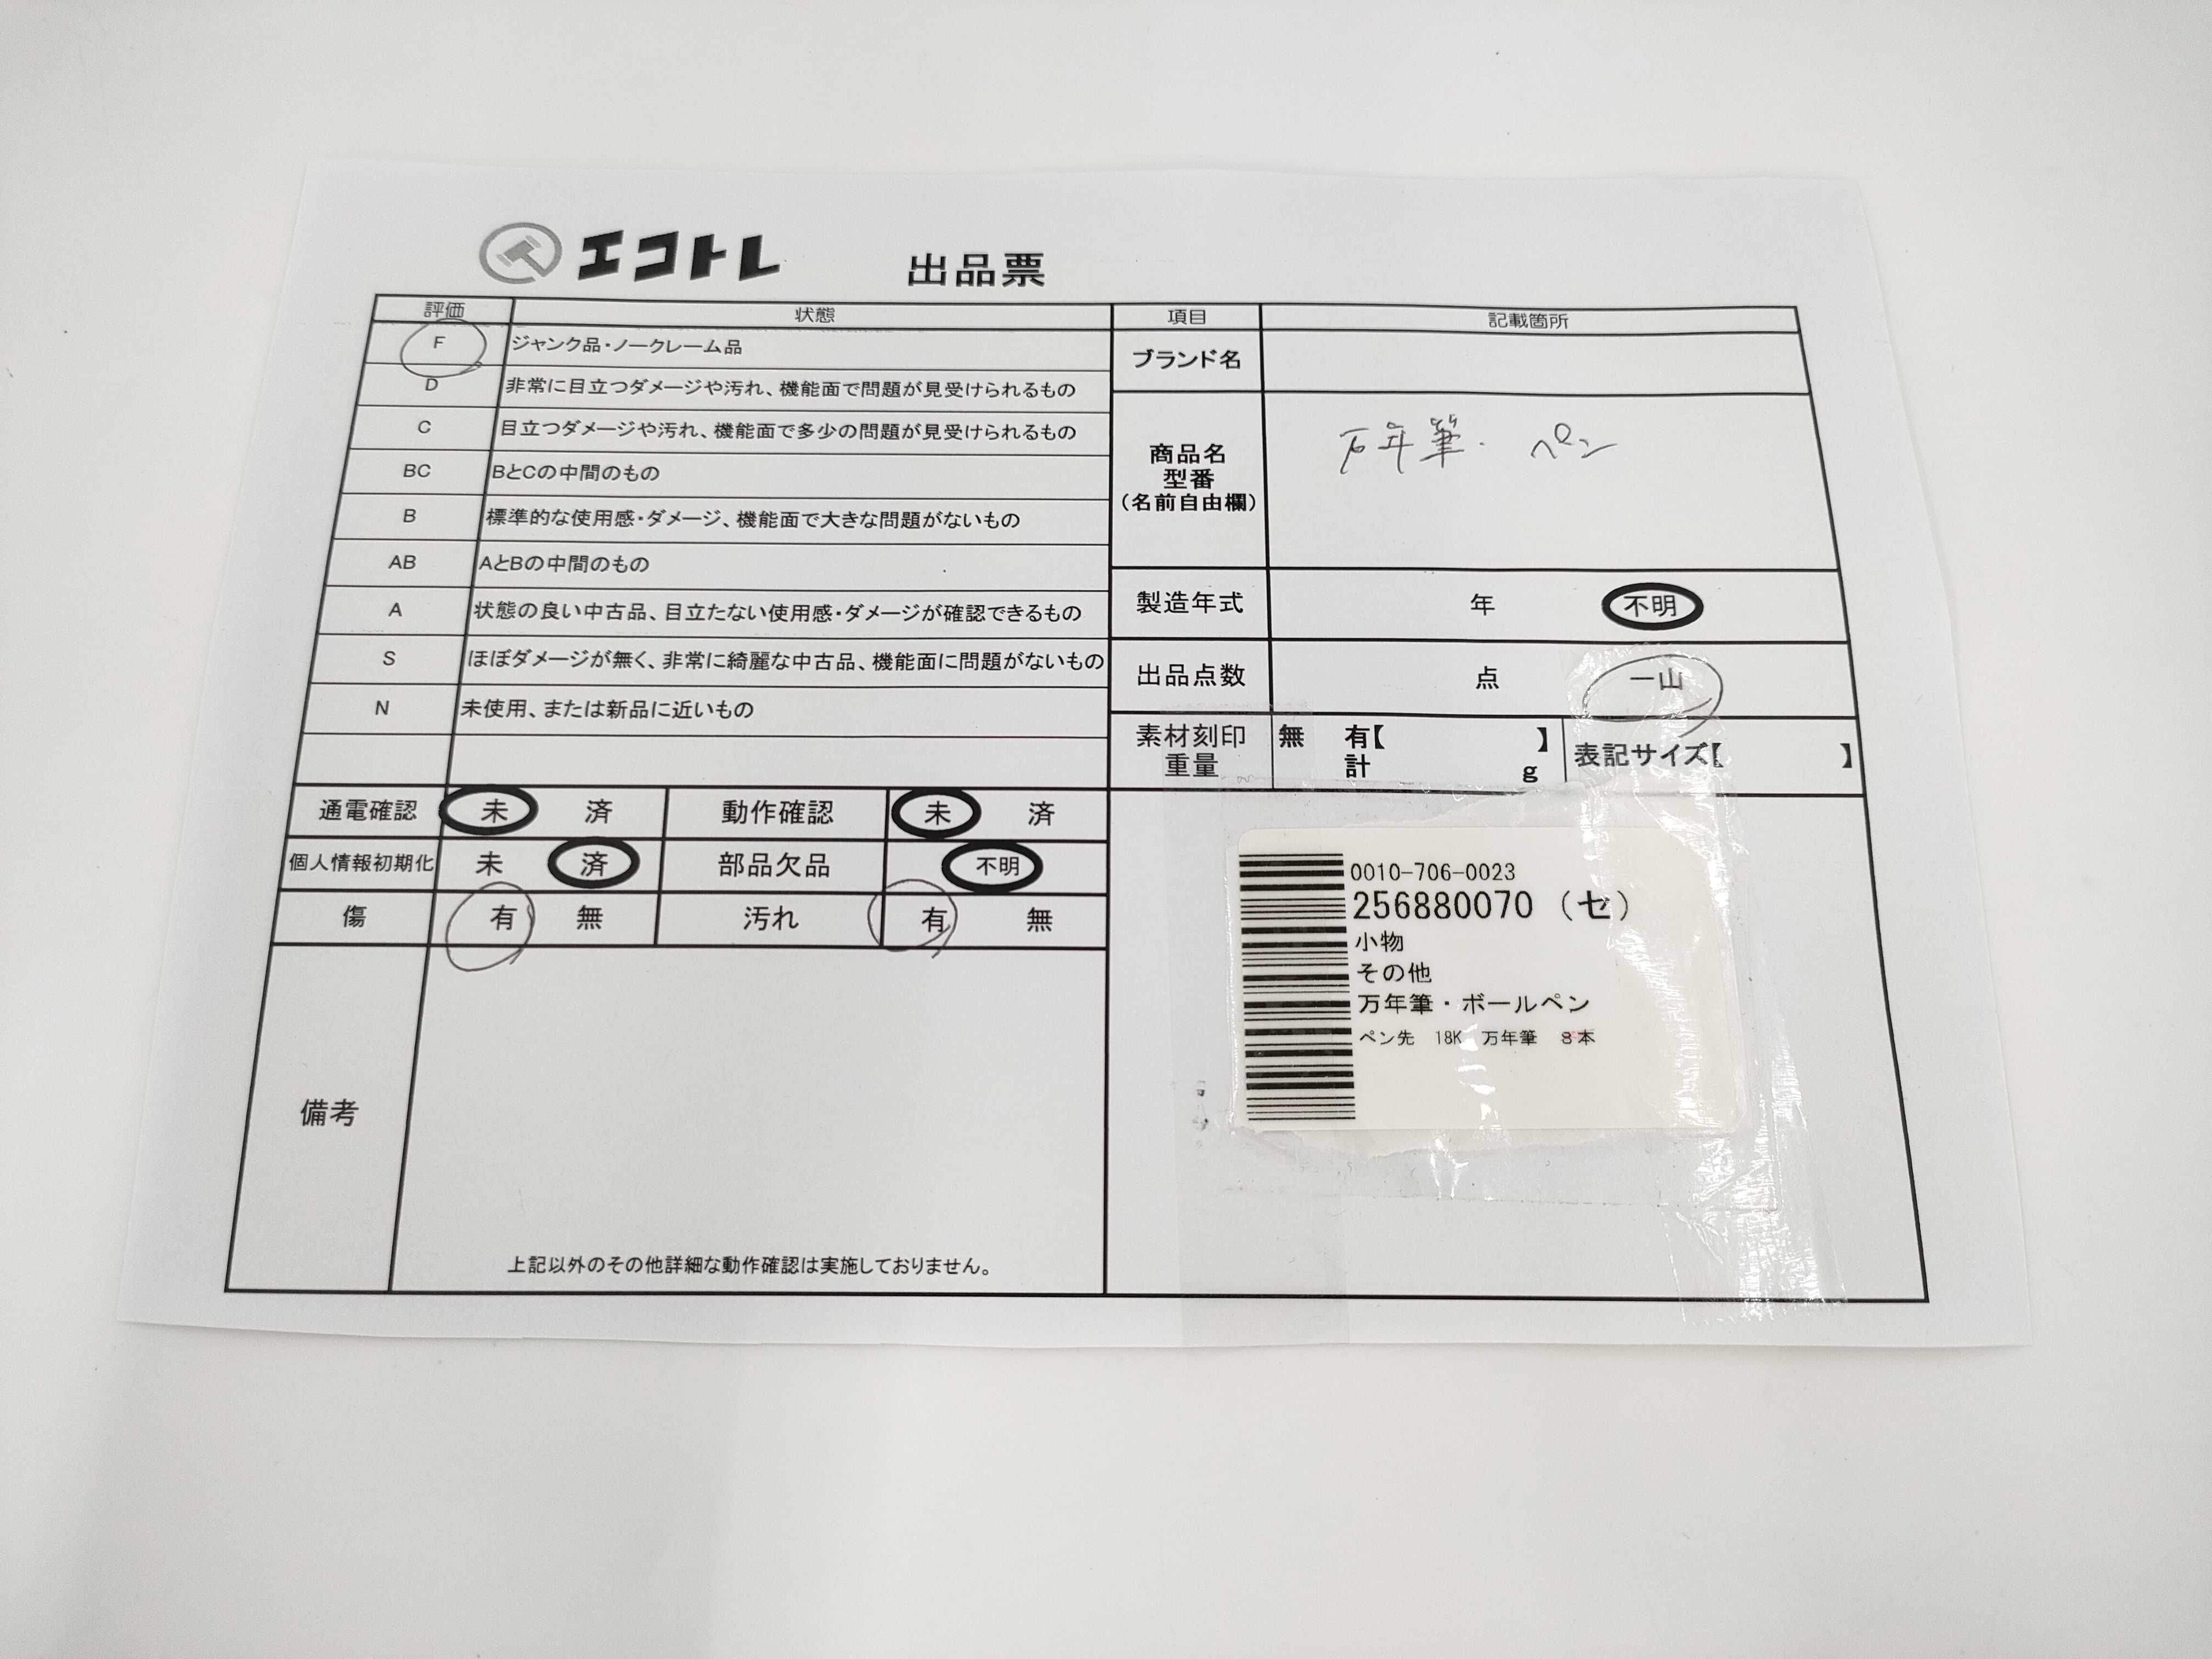 エコトレ 出品票
評価 状態
F ジャンク品・ノークレーム品
D 非常に目立つダメージや汚れ、機能面で問題が見受けられるもの
C 目立つダメージや汚れ、機能面で多少の問題が見受けられるもの
BC BとCの中間のもの
B 標準的な使用感・ダメージ、機能面で大きな問題がないもの
AB AとBの中間のもの
A 状態の良い中古品、目立たない使用感・ダメージが確認できるもの
S ほぼダメージが無く、非常に綺麗な中古品、機能面に問題がないもの
N 未使用、または新品に近いもの
項目 記載箇所
ブランド名
商品名
型番
(名前自由欄)
万年筆・ペン
製造年式 年 不明
出品点数 点 一山
素材刻印 無 有【 】
重量 計 g
表記サイズ【 】
通電確認 未 済 動作確認 未 済
個人情報初期化 未 済 部品欠品 不明
傷 有 無 汚れ 有 無
備考
上記以外のその他詳細な動作確認は実施しておりません。
0010-706-0023
256880070 (セ)
小物
その他
万年筆・ボールペン
ペン先 18K 万年筆 8本